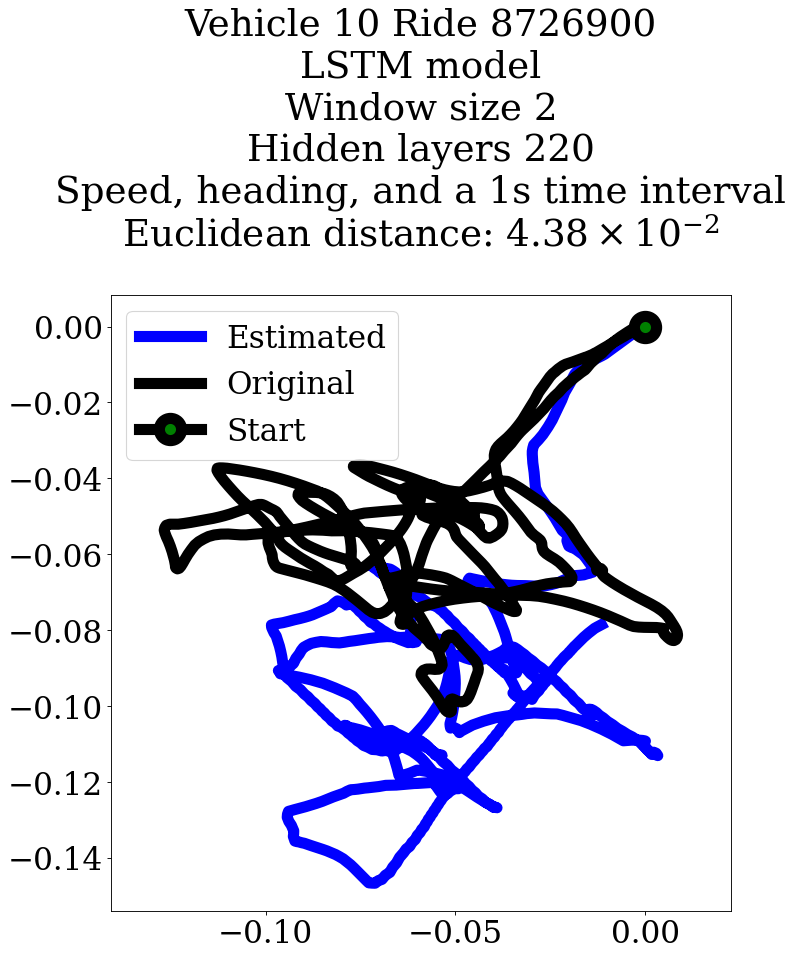 Vehicle 10 Ride 8726900
LSTM model
Window size 2
Hidden layers 220
Speed, heading, and a 1s time interval
Euclidean distance: 4.38 × 10⁻²
Estimated
Original
Start
0.00
−0.02
−0.04
−0.06
−0.08
−0.10
−0.12
−0.14
−0.10 −0.05 0.00